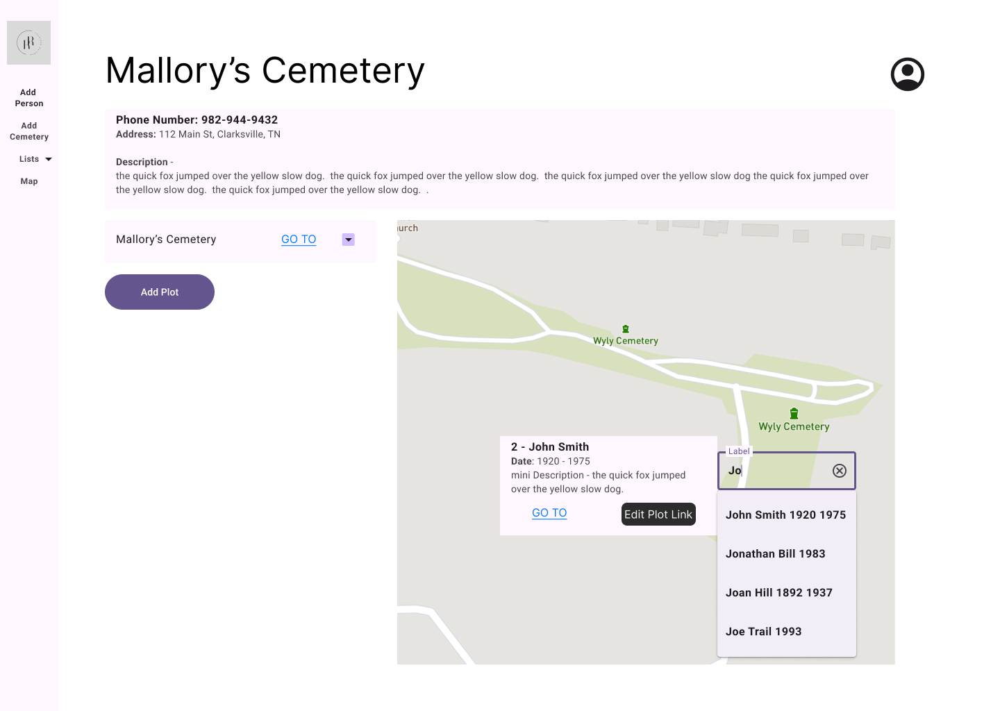 Add
Person
Add
Cemetery
Lists
Map
Mallory’s Cemetery
Phone Number: 982-944-9432
Address: 112 Main St, Clarksville, TN
Description -
the quick fox jumped over the yellow slow dog.  the quick fox jumped over the yellow slow dog.  the quick fox jumped over the yellow slow dog the quick fox jumped over
the yellow slow dog.  the quick fox jumped over the yellow slow dog.  .
Mallory’s Cemetery GO TO
Add Plot
urch
Wyly Cemetery
Wyly Cemetery
2 - John Smith
Date: 1920 - 1975
mini Description - the quick fox jumped
over the yellow slow dog.
GO TO Edit Plot Link
Label
Jo
John Smith 1920 1975
Jonathan Bill 1983
Joan Hill 1892 1937
Joe Trail 1993